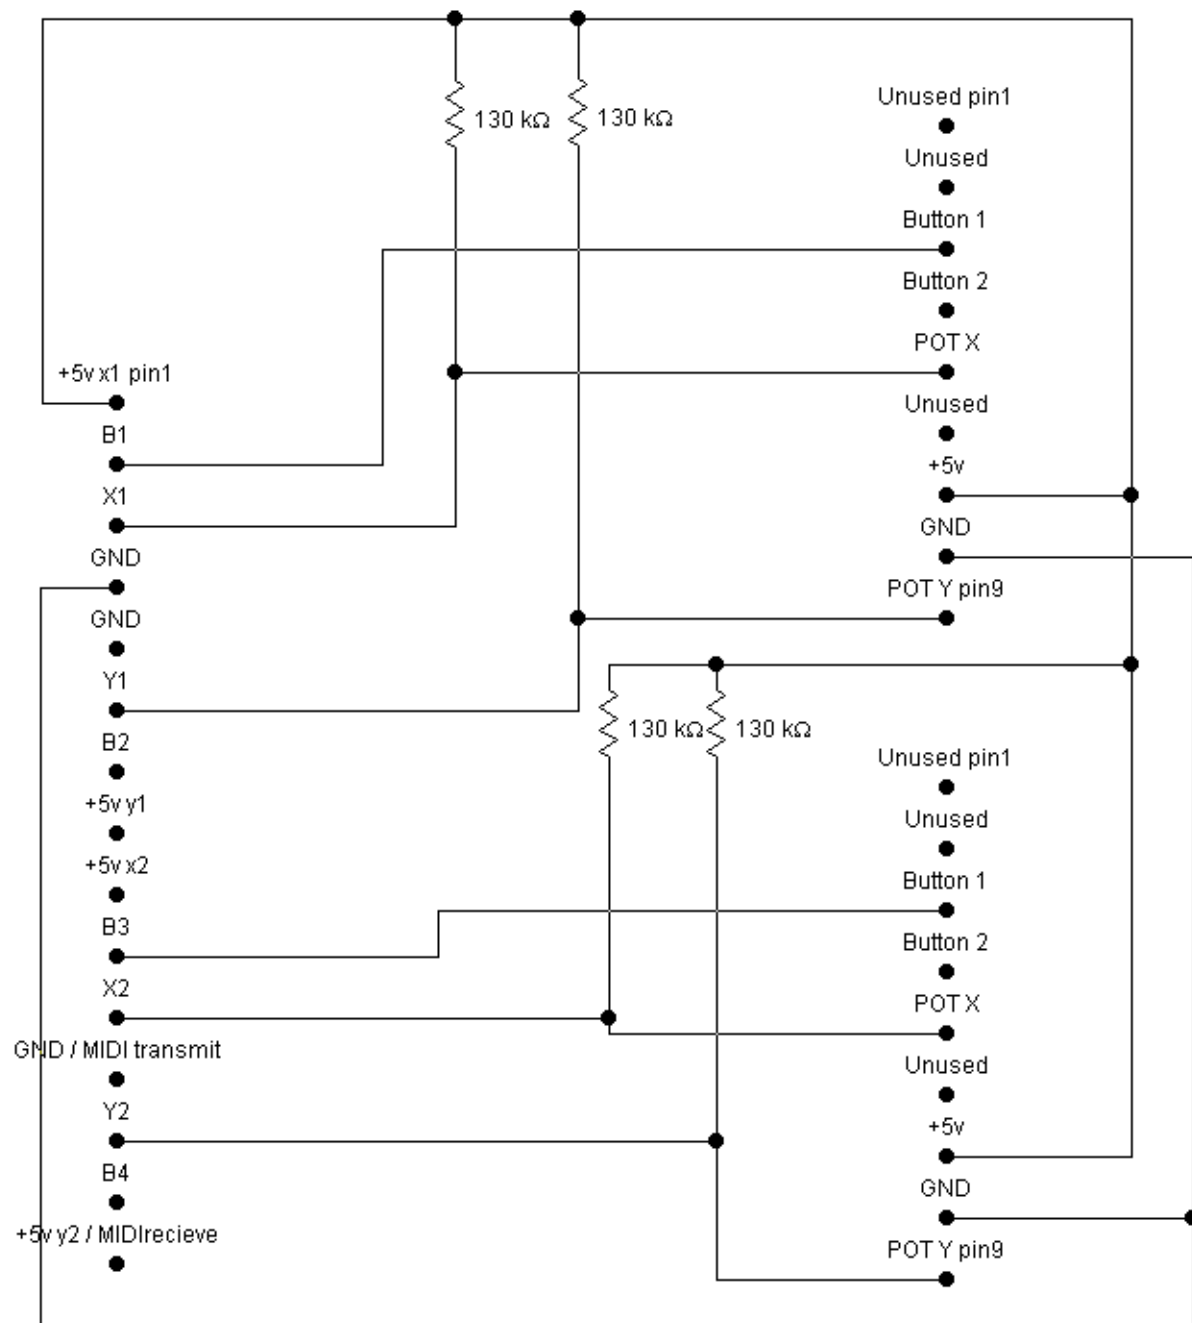 130 kΩ
130 kΩ
Unused pin1
Unused
Button 1
Button 2
POT X
Unused
+5v
GND
POT Y pin9
+5v x1 pin1
B1
X1
GND
GND
Y1
B2
+5v y1
+5v x2
B3
X2
GND / MIDI transmit
Y2
B4
+5v y2 / MIDIrecieve
130 kΩ
130 kΩ
Unused pin1
Unused
Button 1
Button 2
POT X
Unused
+5v
GND
POT Y pin9